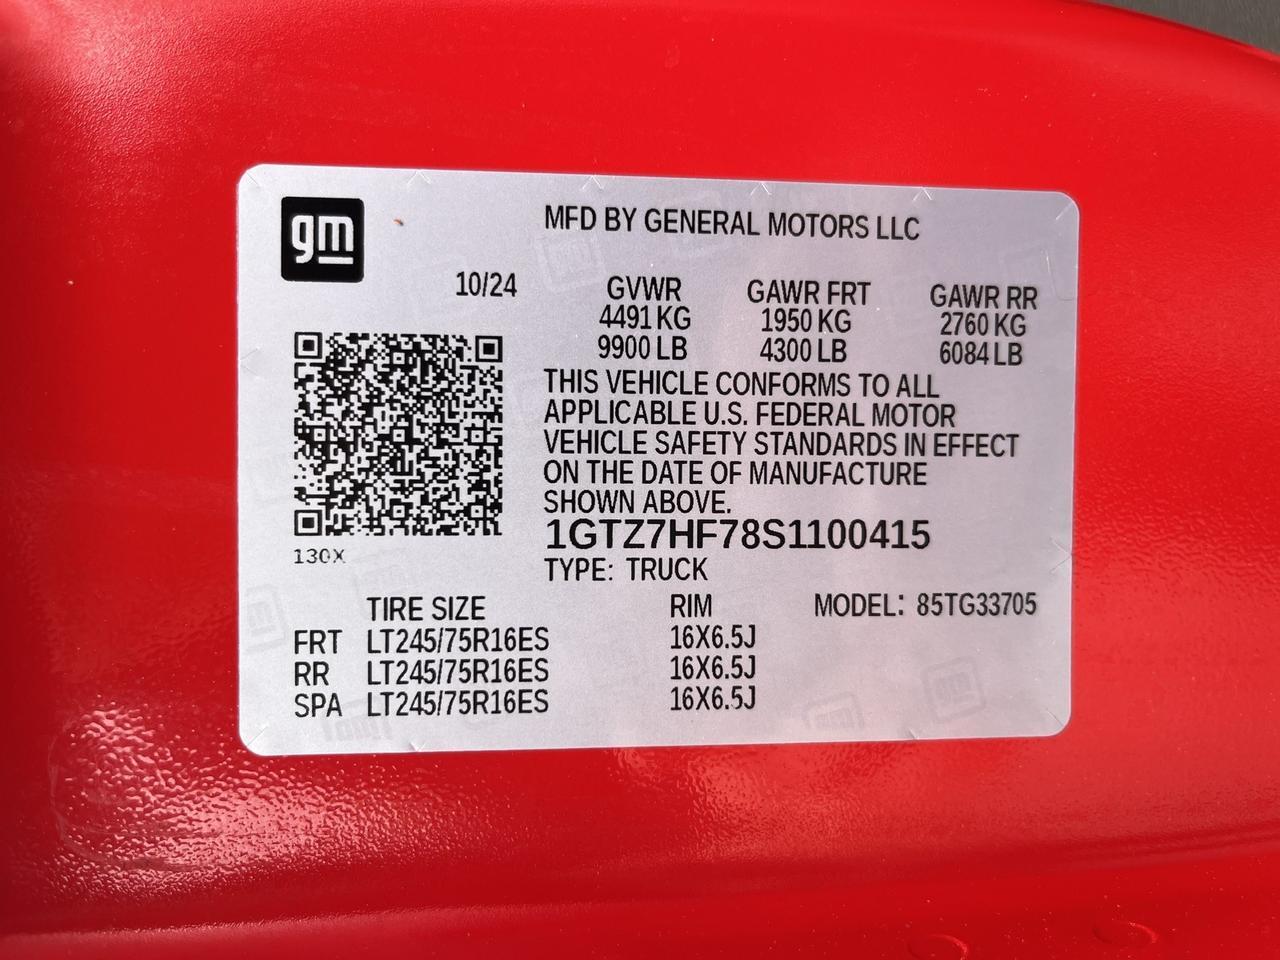 gm
MFD BY GENERAL MOTORS LLC
10/24 GVWR GAWR FRT GAWR RR
4491 KG 1950 KG 2760 KG
9900 LB 4300 LB 6084 LB
THIS VEHICLE CONFORMS TO ALL
APPLICABLE U.S. FEDERAL MOTOR
VEHICLE SAFETY STANDARDS IN EFFECT
ON THE DATE OF MANUFACTURE
SHOWN ABOVE.
1GTZ7HF78S1100415
130X
TYPE: TRUCK
TIRE SIZE RIM MODEL: 85TG33705
FRT LT245/75R16ES 16X6.5J
RR LT245/75R16ES 16X6.5J
SPA LT245/75R16ES 16X6.5J